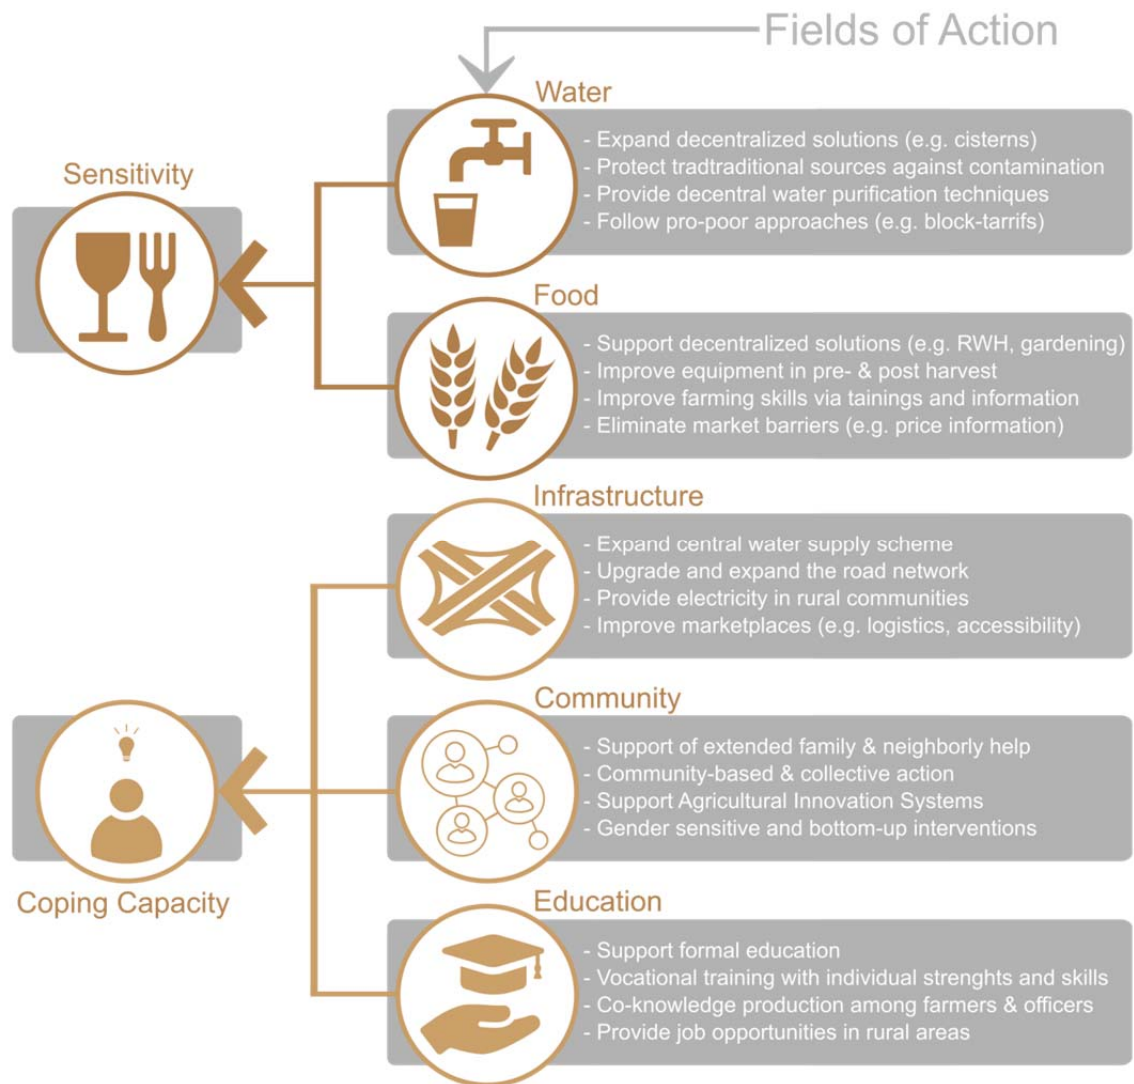 Fields of Action
Water
- Expand decentralized solutions (e.g. cisterns)
- Protect tradtraditional sources against contamination
- Provide decentral water purification techniques
- Follow pro-poor approaches (e.g. block-tarrifs)
Sensitivity
Food
- Support decentralized solutions (e.g. RWH, gardening)
- Improve equipment in pre- & post harvest
- Improve farming skills via tainings and information
- Eliminate market barriers (e.g. price information)
Infrastructure
- Expand central water supply scheme
- Upgrade and expand the road network
- Provide electricity in rural communities
- Improve marketplaces (e.g. logistics, accessibility)
Community
- Support of extended family & neighborly help
- Community-based & collective action
- Support Agricultural Innovation Systems
- Gender sensitive and bottom-up interventions
Coping Capacity
Education
- Support formal education
- Vocational training with individual strenghts and skills
- Co-knowledge production among farmers & officers
- Provide job opportunities in rural areas